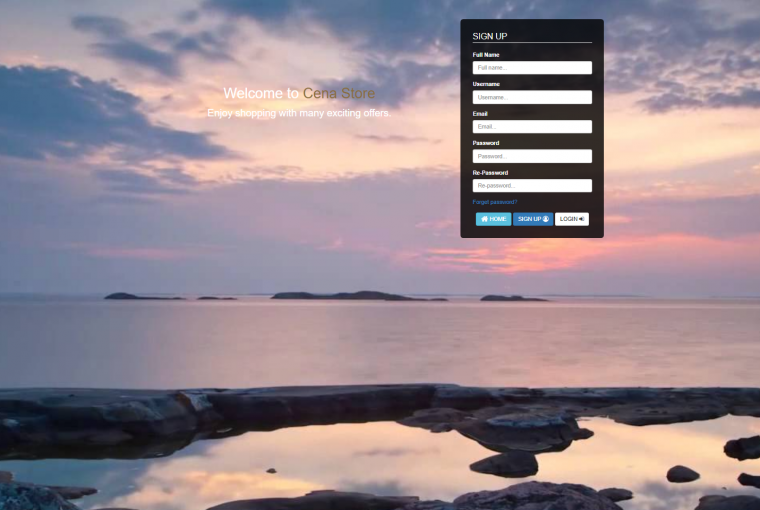 Welcome to Cena Store
Enjoy shopping with many exciting offers.
SIGN UP
Full Name
Full name...
Username
Username...
Email
Email...
Password
Password...
Re-Password
Re-password...
Forgot password?
HOME SIGN UP LOGIN